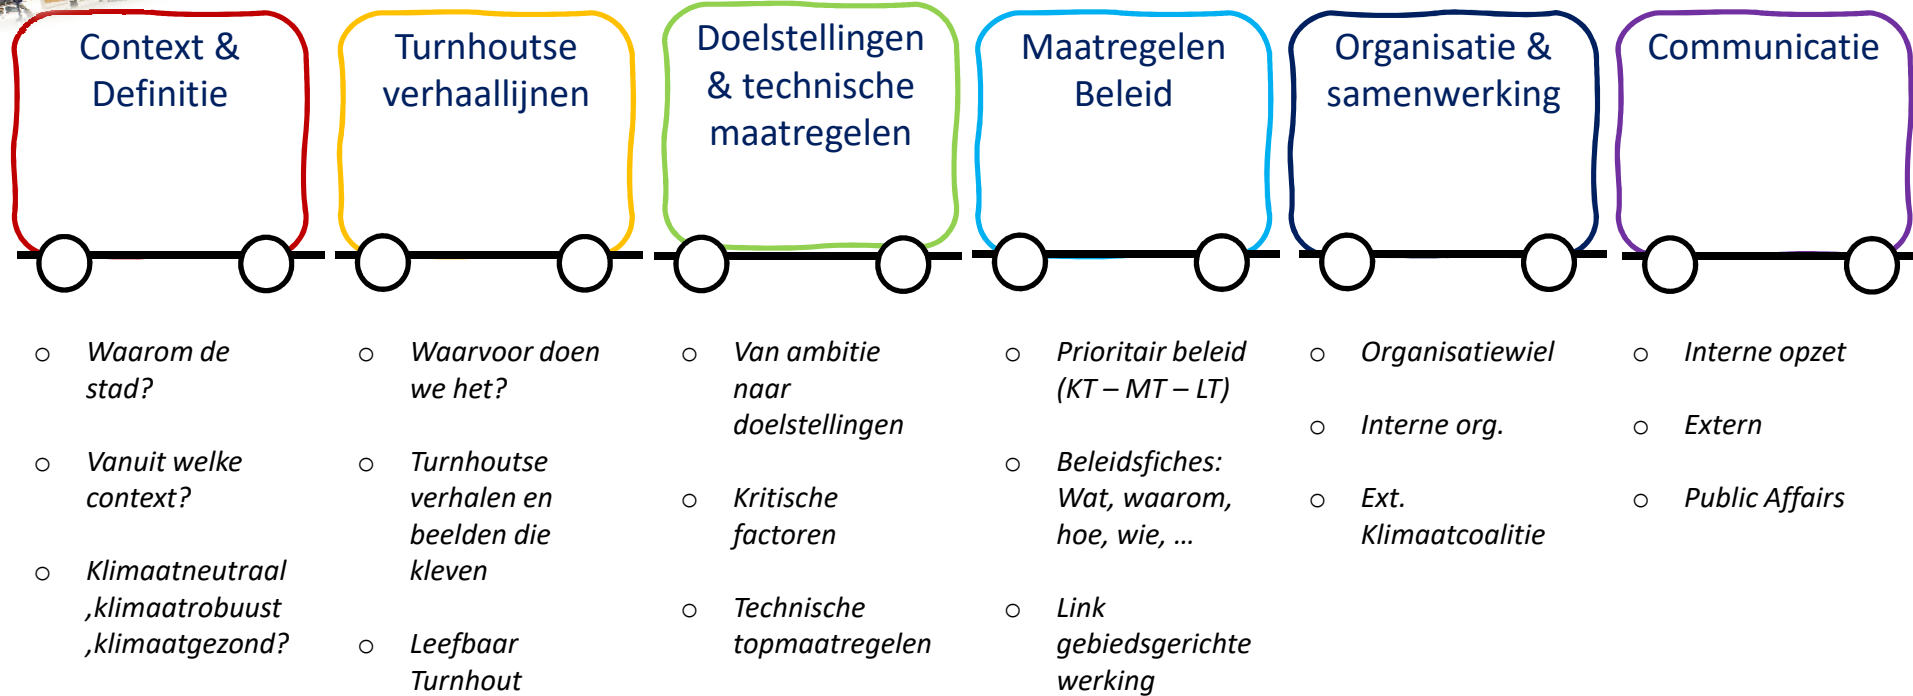 Context &
Definitie
Turnhoutse
verhaallijnen
Doelstellingen
& technische
maatregelen
Maatregelen
Beleid
Organisatie &
samenwerking
Communicatie
o Waarom de
stad?
o Vanuit welke
context?
o Klimaatneutraal
,klimaatrobuust
,klimaatgezond?
o Waarvoor doen
we het?
o Turnhoutse
verhalen en
beelden die
kleven
o Leefbaar
Turnhout
o Van ambitie
naar
doelstellingen
o Kritische
factoren
o Technische
topmaatregelen
o Prioritair beleid
(KT – MT – LT)
o Beleidsfiches:
Wat, waarom,
hoe, wie, ...
o Link
gebiedsgerichte
werking
o Organisatiewiel
o Interne org.
o Ext.
Klimaatcoalitie
o Interne opzet
o Extern
o Public Affairs